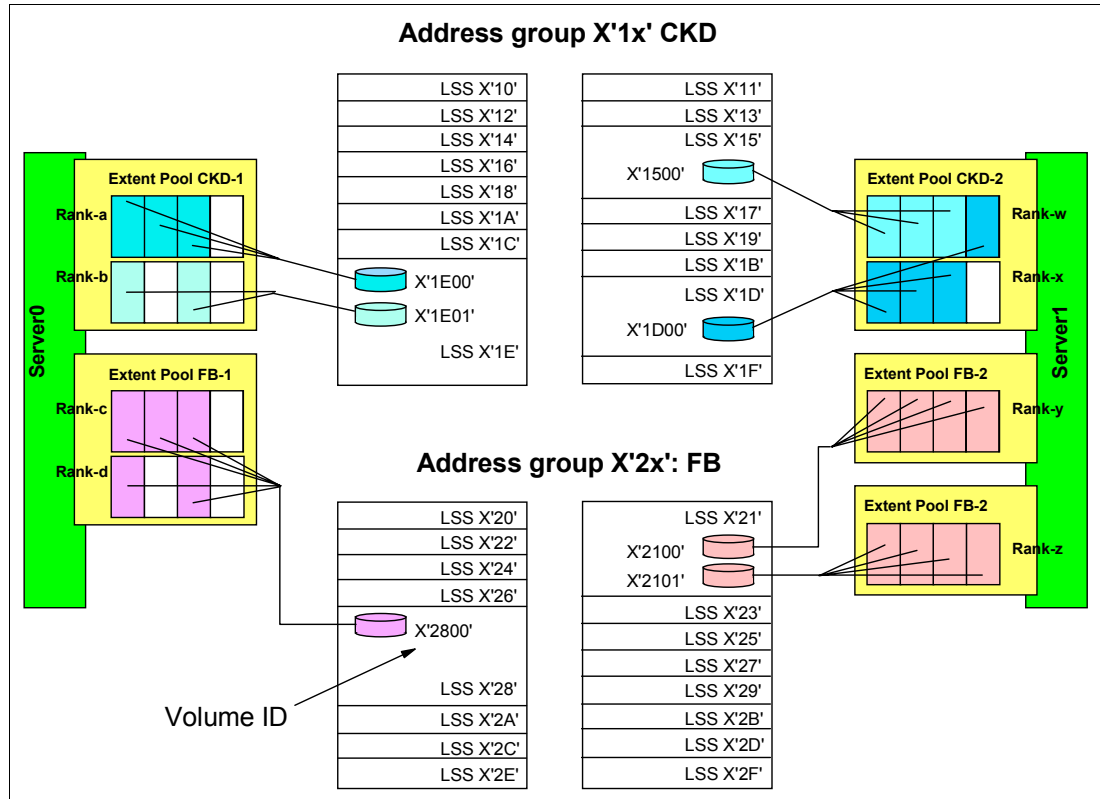 Address group X'1x' CKD
LSS X'10'
LSS X'12'
LSS X'14'
LSS X'16'
LSS X'18'
LSS X'1A'
LSS X'1C'
X'1E00'
X'1E01'
LSS X'1E'
LSS X'11'
LSS X'13'
LSS X'15'
X'1500'
LSS X'17'
LSS X'19'
LSS X'1B'
LSS X'1D'
X'1D00'
LSS X'1F'
Server0
Extent Pool CKD-1
Rank-a
Rank-b
Extent Pool FB-1
Rank-c
Rank-d
Server1
Extent Pool CKD-2
Rank-w
Rank-x
Extent Pool FB-2
Rank-y
Extent Pool FB-2
Rank-z
Address group X'2x': FB
LSS X'20'
LSS X'22'
LSS X'24'
LSS X'26'
X'2800'
LSS X'28'
LSS X'2A'
LSS X'2C'
LSS X'2E'
Volume ID
LSS X'21'
X'2100'
X'2101'
LSS X'23'
LSS X'25'
LSS X'27'
LSS X'29'
LSS X'2B'
LSS X'2D'
LSS X'2F'